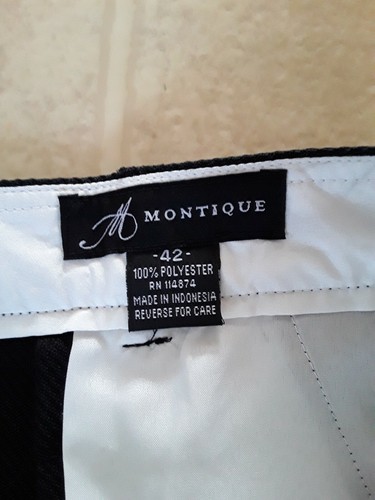 M MONTIQUE
-42-
100% POLYESTER
RN 114874
MADE IN INDONESIA
REVERSE FOR CARE